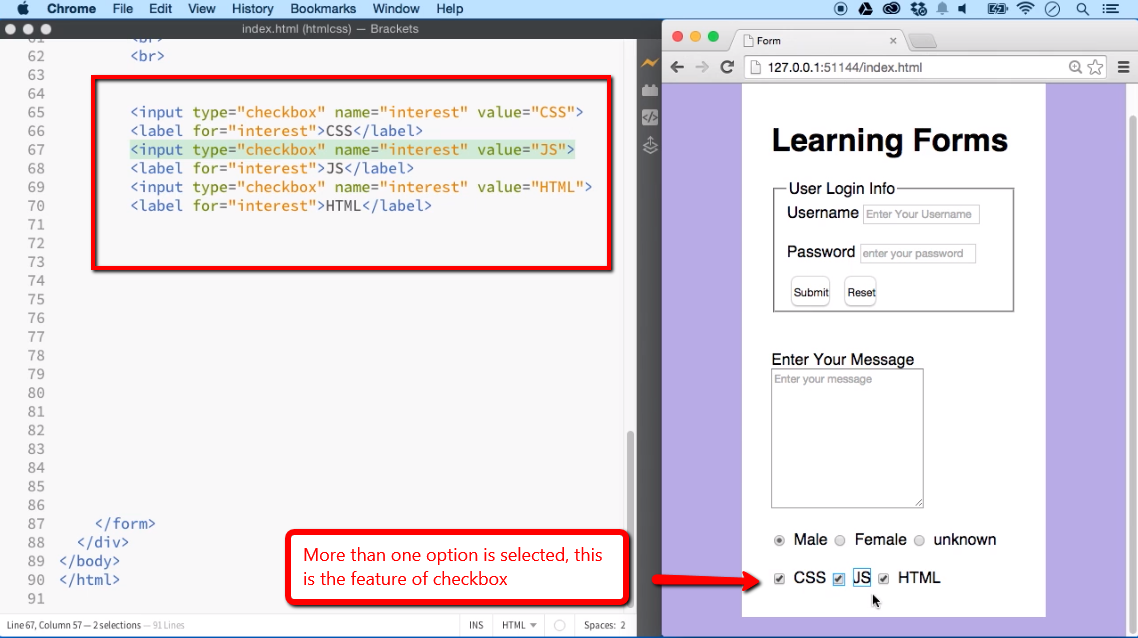 Chrome File Edit View History Bookmarks Window Help
index.html (htmlcss) — Brackets
61 <br>
62 <br>
63
64
65 <input type="checkbox" name="interest" value="CSS">
66 <label for="interest">CSS</label>
67 <input type="checkbox" name="interest" value="JS">
68 <label for="interest">JS</label>
69 <input type="checkbox" name="interest" value="HTML">
70 <label for="interest">HTML</label>
71
72
73
74
75
76
77
78
79
80
81
82
83
84
85
86
87 </form>
88 </div>
89 </body>
90 </html>
91
More than one option is selected, this
is the feature of checkbox
Line 67, Column 57 — 2 selections — 91 Lines
INS HTML Spaces: 2
Form
127.0.0.1:51144/index.html
Learning Forms
User Login Info
Username Enter Your Username
Password enter your password
Submit Reset
Enter Your Message
Enter your message
Male Female unknown
CSS JS HTML